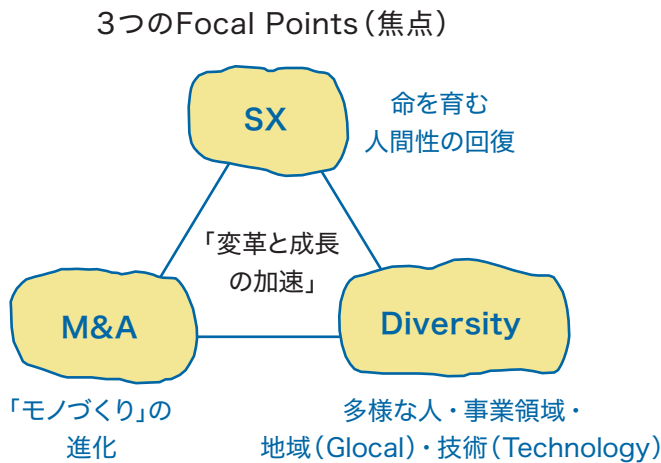 3つのFocal Points（焦点）
SX
命を育む
人間性の回復
「変革と成長
の加速」
M&A
Diversity
「モノづくり」の
進化
多様な人・事業領域・
地域（Glocal）・技術（Technology）